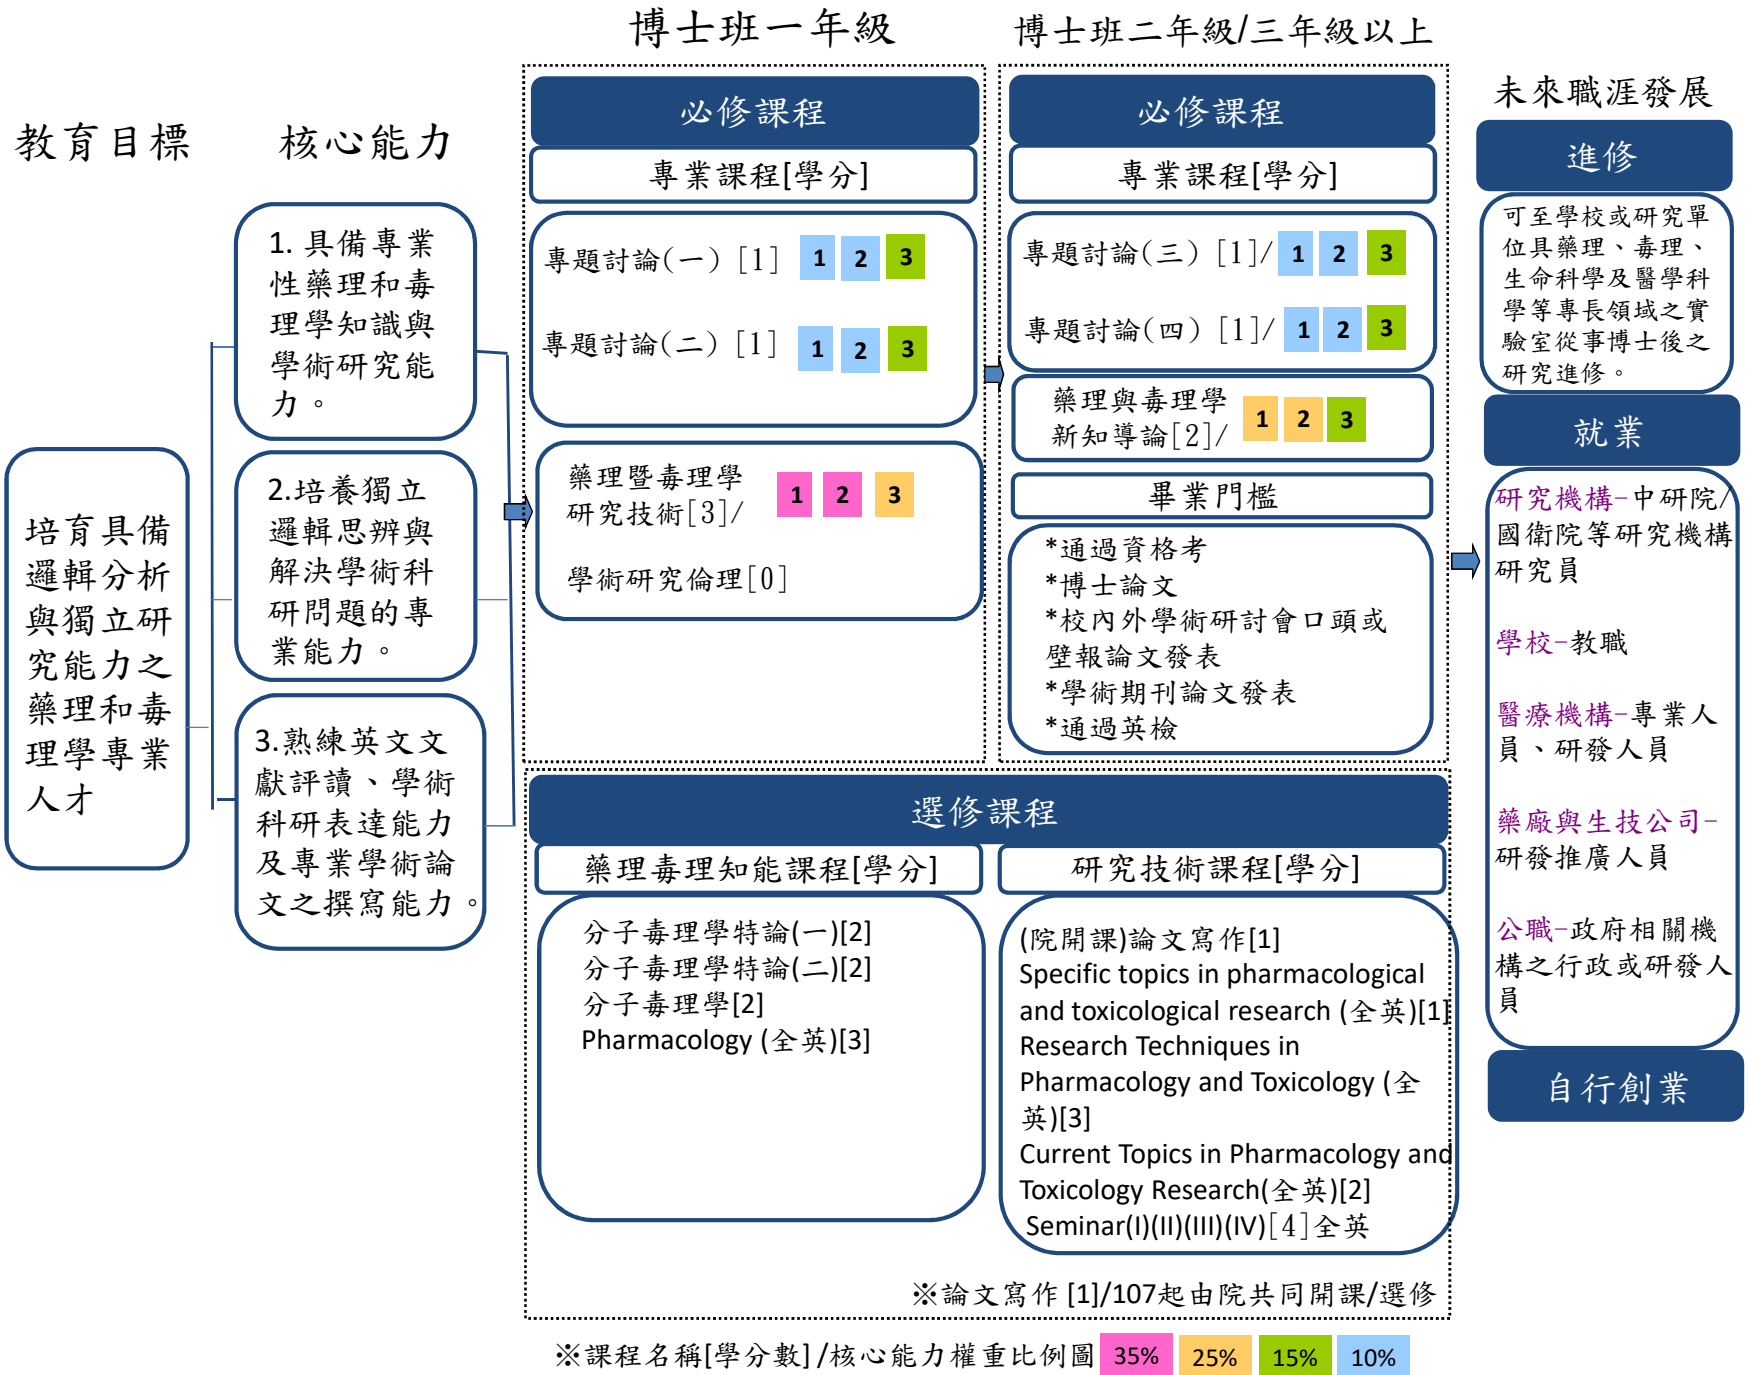 教育目標
培育具備
邏輯分析
與獨立研
究能力之
藥理和毒
理學專業
人才
核心能力
1. 具備專業
性藥理和毒
理學知識與
學術研究能
力。
2.培養獨立
邏輯思辨與
解決學術科
研問題的專
業能力。
3.熟練英文文
獻評讀、學術
科研表達能力
及專業學術論
文之撰寫能力。
博士班一年級
必修課程
專業課程[學分]
專題討論(一) [1] 1 2 3
專題討論(二) [1] 1 2 3
藥理暨毒理學
研究技術[3]/ 1 2 3
學術研究倫理[0]
博士班二年級/三年級以上
必修課程
專業課程[學分]
專題討論(三) [1]/ 1 2 3
專題討論(四) [1]/ 1 2 3
藥理與毒理學
新知導論[2]/ 1 2 3
畢業門檻
*通過資格考
*博士論文
*校內外學術研討會口頭或
壁報論文發表
*學術期刊論文發表
*通過英檢
選修課程
藥理毒理知能課程[學分]
分子毒理學特論(一)[2]
分子毒理學特論(二)[2]
分子毒理學[2]
Pharmacology (全英)[3]
研究技術課程[學分]
(院開課)論文寫作[1]
Specific topics in pharmacological
and toxicological research (全英)[1]
Research Techniques in
Pharmacology and Toxicology (全
英)[3]
Current Topics in Pharmacology and
Toxicology Research(全英)[2]
Seminar(I)(II)(III)(IV)[4]全英
※論文寫作 [1]/107起由院共同開課/選修
※課程名稱[學分數]/核心能力權重比例圖 35% 25% 15% 10%
未來職涯發展
進修
可至學校或研究單
位具藥理、毒理、
生命科學及醫學科
學等專長領域之實
驗室從事博士後之
研究進修。
就業
研究機構-中研院/
國衛院等研究機構
研究員
學校-教職
醫療機構-專業人
員、研發人員
藥廠與生技公司-
研發推廣人員
公職-政府相關機
構之行政或研發人
員
自行創業